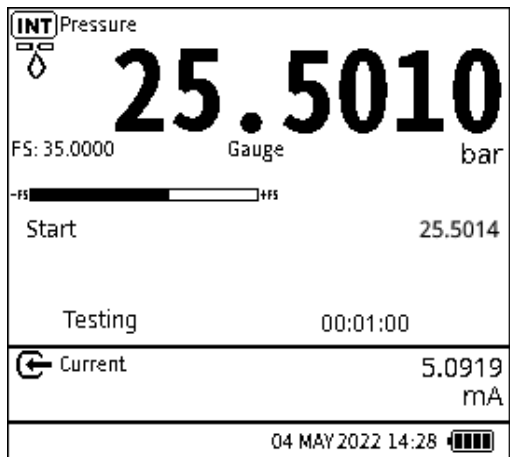 INT Pressure
25.5010
FS: 35.0000 Gauge bar
-FS +FS
Start 25.5014
Testing 00:01:00
Current 5.0919
mA
04 MAY 2022 14:28